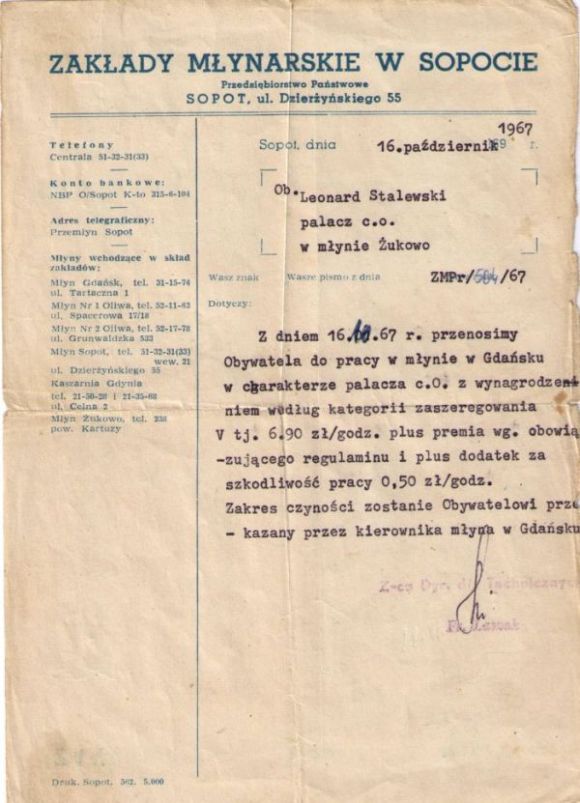 ZAKŁADY MŁYNARSKIE W SOPOCIE
Przedsiębiorstwo Państwowe
SOPOT, ul. Dzierżyńskiego 55
Telefony
Centrala 51-32-31(33)
Konto bankowe:
NBP O/Sopot K-to 315-6-104
Adres telegraficzny:
Przemłyn Sopot
Młyny wchodzące w skład
zakładów:
Młyn Gdańsk, tel. 31-15-74
ul. Tartaczna 1
Młyn Nr 1 Oliwa, tel. 52-11-63
ul. Spacerowa 17/18
Młyn Nr 2 Oliwa, tel. 52-17-78
ul. Grunwaldzka 533
Młyn Sopot, tel. 51-32-31(33)
wew. 21
ul. Dzierżyńskiego 55
Kaszarnia Gdynia
tel. 21-50-28 i 21-35-68
ul. Celna 2
Młyn Żukowo, tel. 238
pow. Kartuzy
Sopot, dnia 16.październik 1967 r.
Ob. Leonard Stalewski
palacz c.o.
w młynie Żukowo
Wasz znak Wasze pismo z dnia ZMPr/ /67
Dotyczy:
Z dniem 16.10.67 r. przenosimy
Obywatela do pracy w młynie w Gdańsku
w charakterze palacza c.O. z wynagrodzeni
niem według kategorii zaszeregowania
V tj. 6.90 zł/godz. plus premia wg. obowią
-zującego regulaminu i plus dodatek za
szkodliwość pracy 0,50 zł/godz.
Zakres czyności zostanie Obywatelowi prze
- kazany przez kierownika młyna w Gdańsku
Z-ca Dyr. d/s Technicznych
Druk. Sopot, 562. 5.000